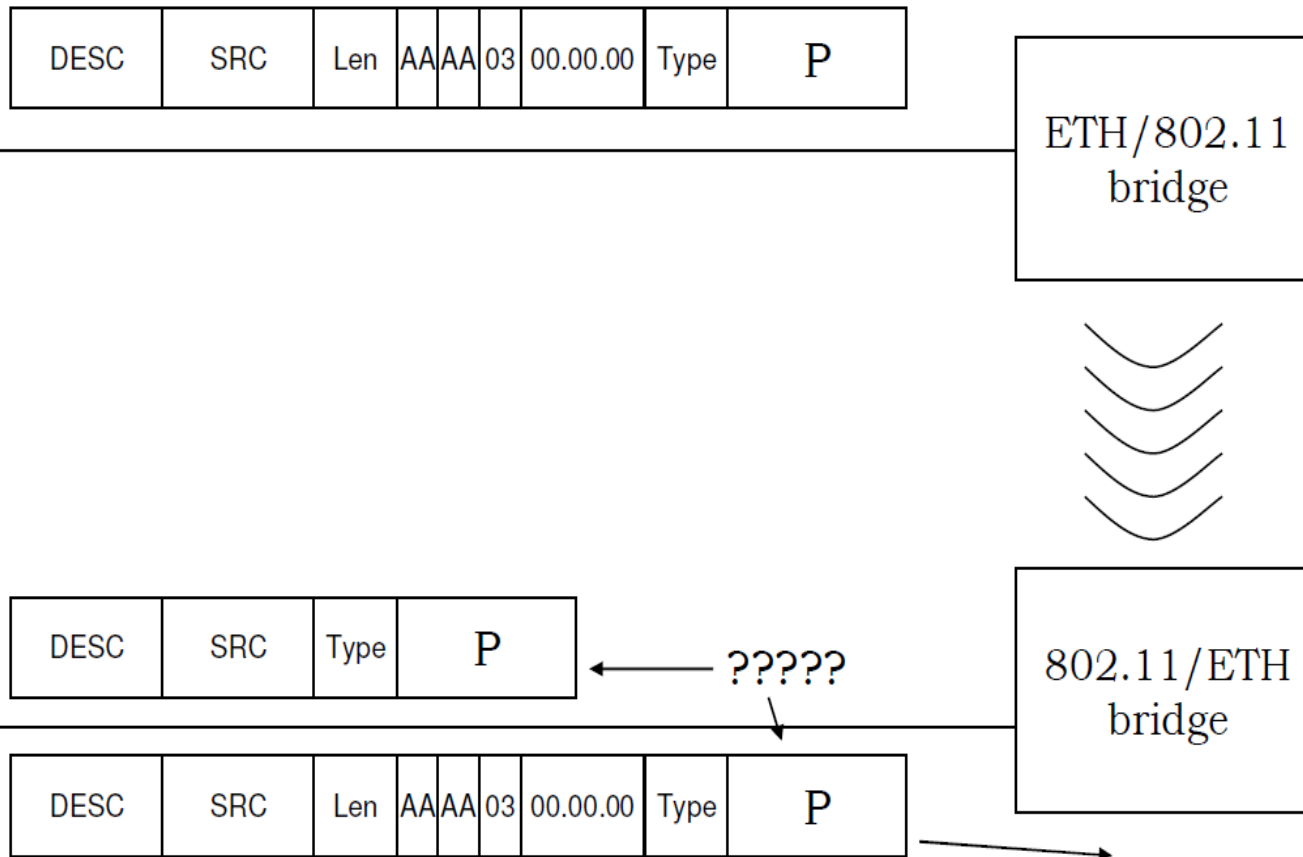 DESC SRC Len AA AA 03 00.00.00 Type P
ETH/802.11
bridge
DESC SRC Type P
?????
802.11/ETH
bridge
DESC SRC Len AA AA 03 00.00.00 Type P